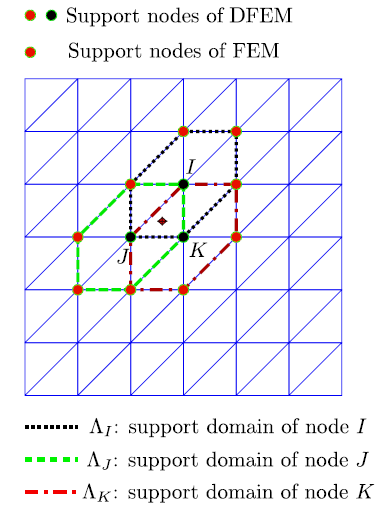 Support nodes of DFEM
Support nodes of FEM
I
J
K
Λ_I: support domain of node I
Λ_J: support domain of node J
Λ_K: support domain of node K